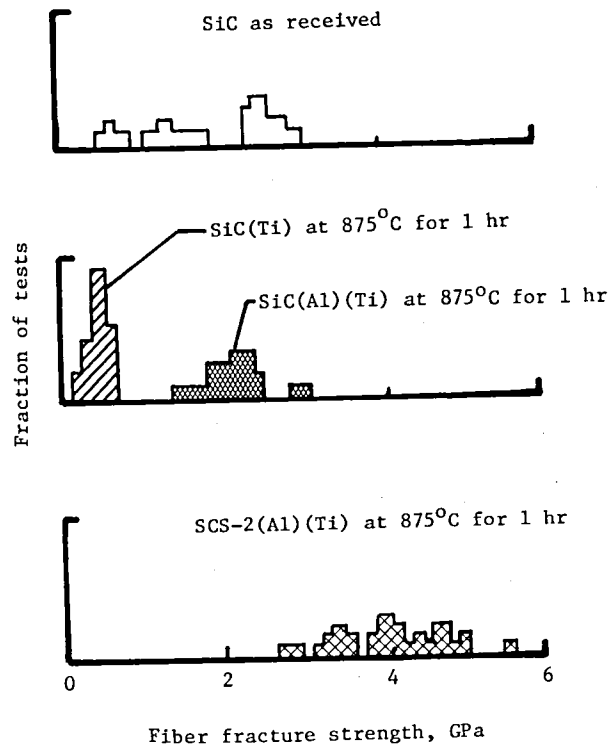 SiC as received
SiC(Ti) at 875°C for 1 hr
SiC(Al)(Ti) at 875°C for 1 hr
Fraction of tests
SCS-2(Al)(Ti) at 875°C for 1 hr
0 2 4 6
Fiber fracture strength, GPa